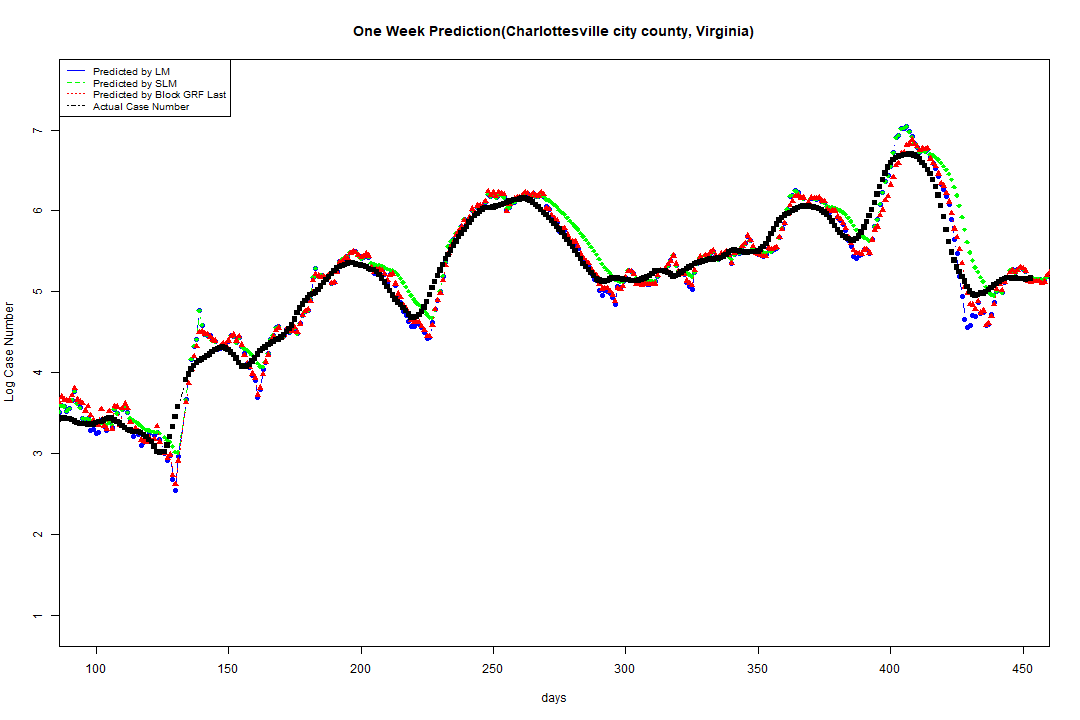 One Week Prediction(Charlottesville city county, Virginia)
Predicted by LM
Predicted by SLM
Predicted by Block GRF Last
Actual Case Number
7
6
5
4
3
2
1
Log Case Number
100 150 200 250 300 350 400 450
days